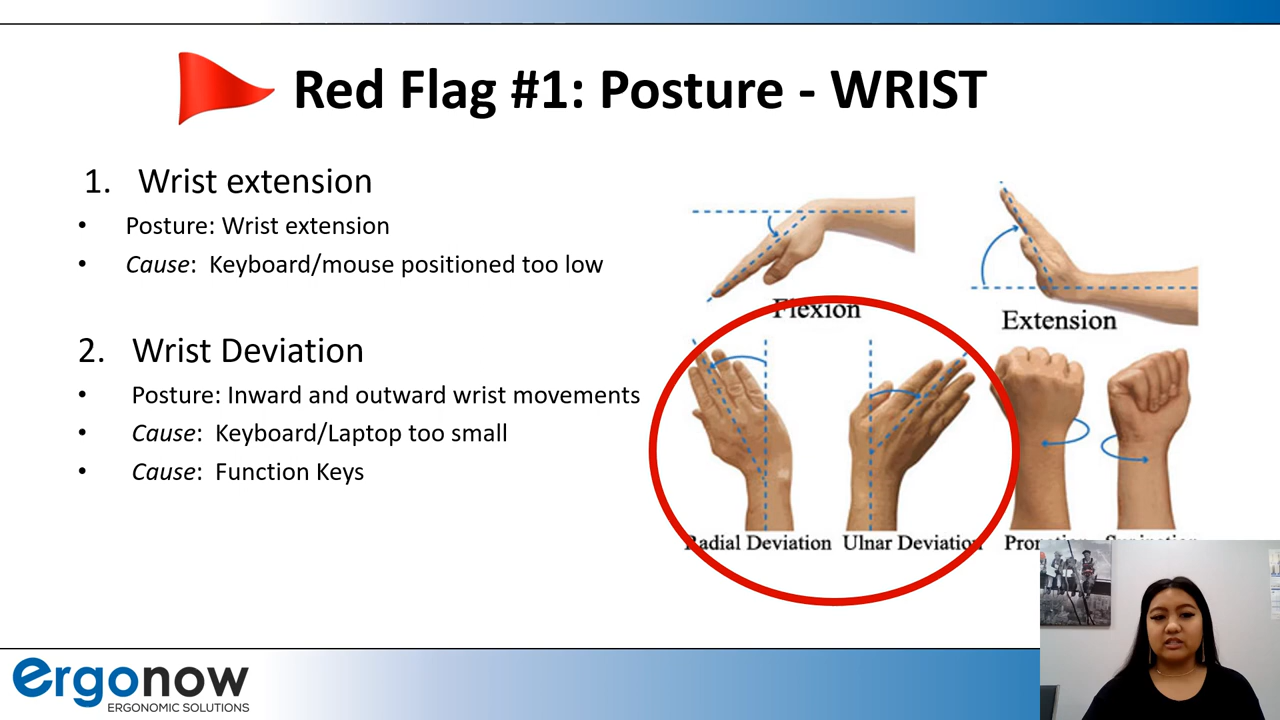 Red Flag #1: Posture - WRIST
1. Wrist extension
• Posture: Wrist extension
• Cause: Keyboard/mouse positioned too low
2. Wrist Deviation
• Posture: Inward and outward wrist movements
• Cause: Keyboard/Laptop too small
• Cause: Function Keys
Flexion
Extension
Radial Deviation
Ulnar Deviation
ergonow
ERGONOMIC SOLUTIONS